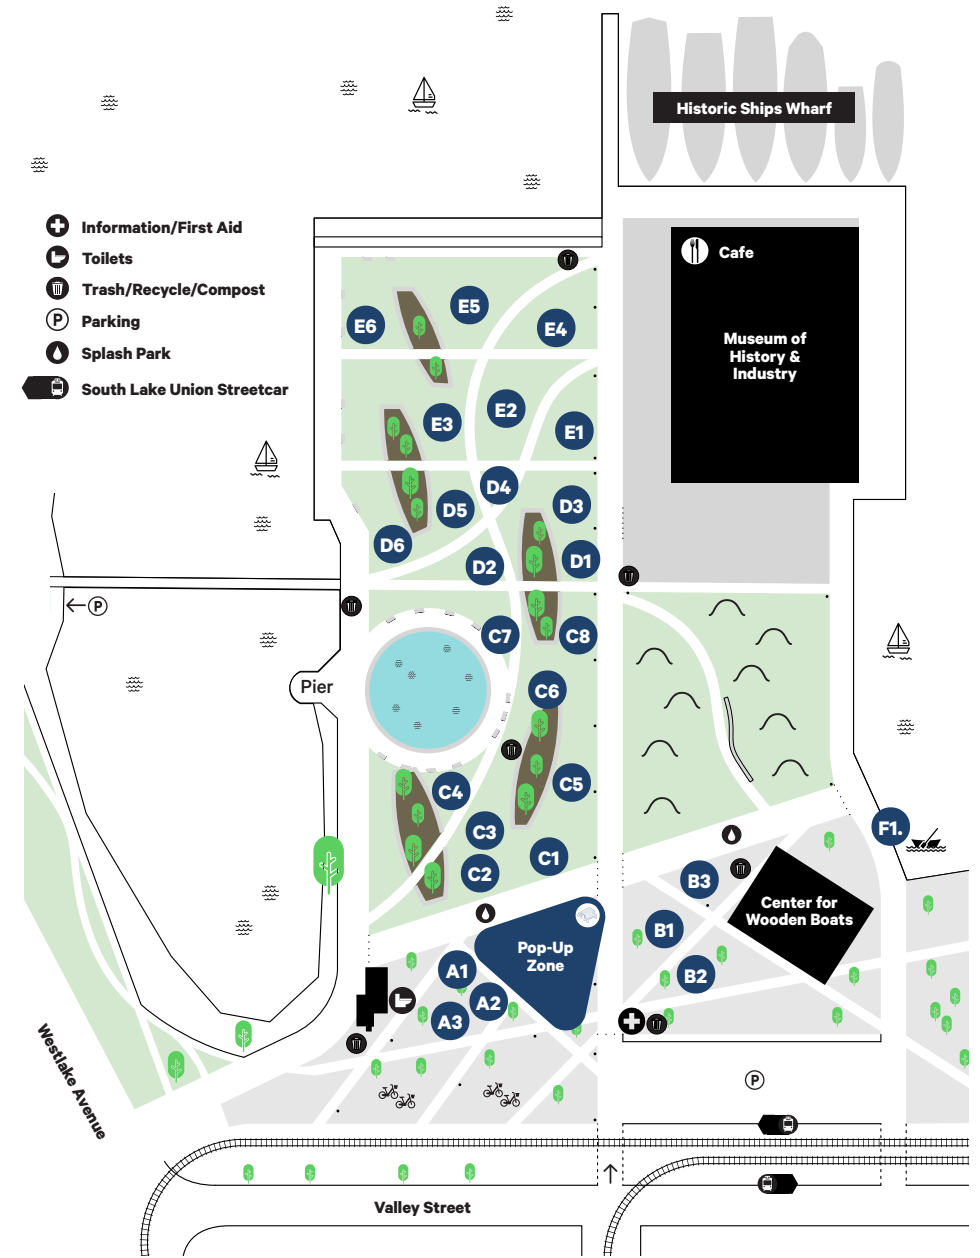 Historic Ships Wharf
Information/First Aid
Toilets
Trash/Recycle/Compost
P
Parking
Splash Park
South Lake Union Streetcar
Cafe
Museum of
History &
Industry
E5
E6
E4
E2
E3
E1
D4
D3
D5
D6
D1
D2
P
C7
C8
Pier
C6
C5
C4
C3
C1
C2
F1.
B3
Center for
Wooden Boats
B1
B2
Pop-Up
Zone
A1
A2
A3
Westlake Avenue
P
Valley Street